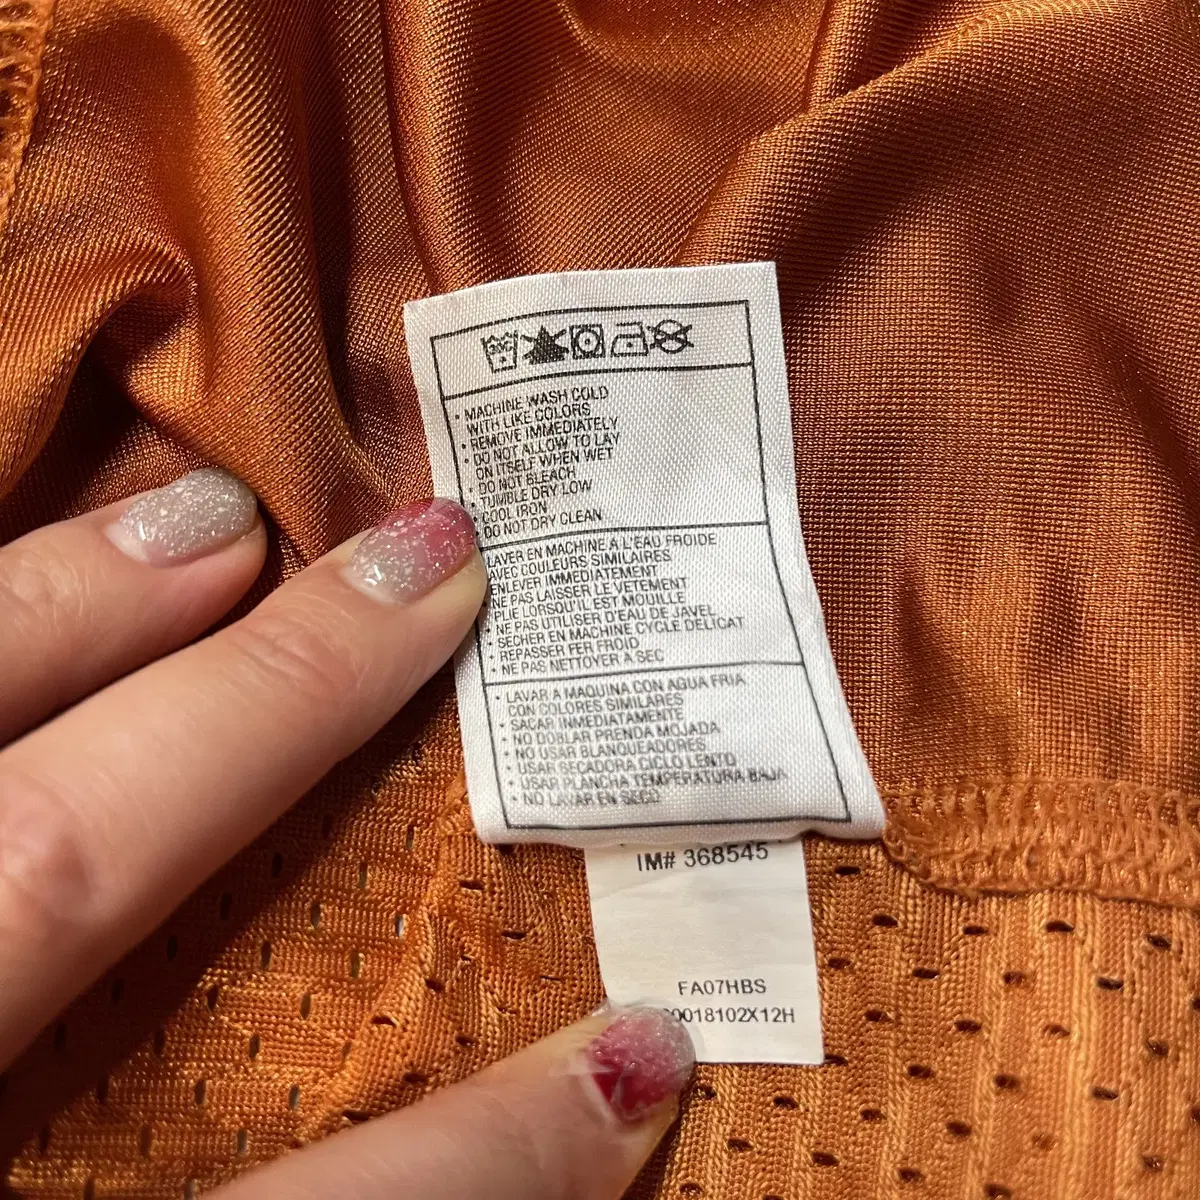 • MACHINE WASH COLD
WITH LIKE COLORS
• REMOVE IMMEDIATELY
• DO NOT ALLOW TO LAY
ON ITSELF WHEN WET
• DO NOT BLEACH
• TUMBLE DRY LOW
• COOL IRON
• DO NOT DRY CLEAN
LAVER EN MACHINE A L'EAU FROIDE
AVEC COULEURS SIMILAIRES
ENLEVER IMMEDIATEMENT
• NE PAS LAISSER LE VETEMENT
PLIE LORSQU'IL EST MOUILLE
• NE PAS UTILISER D'EAU DE JAVEL
• SECHER EN MACHINE CYCLE DELICAT
• REPASSER FER FROID
• NE PAS NETTOYER A SEC
• LAVAR A MAQUINA CON AGUA FRIA
CON COLORES SIMILARES
• SACAR INMEDIATAMENTE
• NO DOBLAR PRENDA MOJADA
• NO USAR BLANQUEADORES
• USAR SECADORA CICLO LENTO
• USAR PLANCHA TEMPERATURA BAJA
• NO LAVAR EN SECO
IM# 368545
FA07HBS
0018102X12H